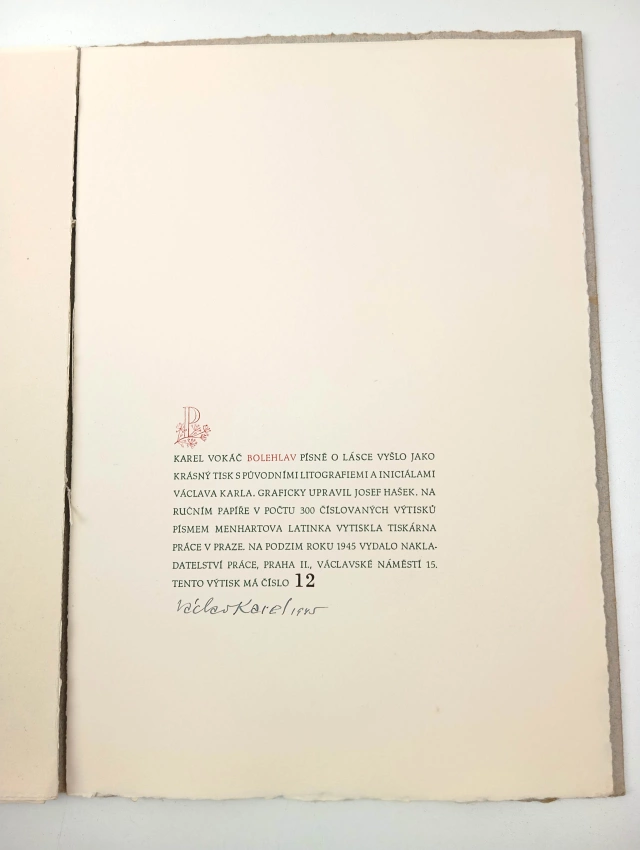 P
KAREL VOKÁČ BOLEHLAV PÍSNĚ O LÁSCE VYŠLO JAKO
KRÁSNÝ TISK S PŮVODNÍMI LITOGRAFIEMI A INICIÁLAMI
VÁCLAVA KARLA. GRAFICKY UPRAVIL JOSEF HAŠEK. NA
RUČNÍM PAPÍŘE V POČTU 300 ČÍSLOVANÝCH VÝTISKŮ
PÍSMEM MENHARTOVA LATINKA VYTISKLA TISKÁRNA
PRÁCE V PRAZE. NA PODZIM ROKU 1945 VYDALO NAKLA-
DATELSTVÍ PRÁCE, PRAHA II., VÁCLAVSKÉ NÁMĚSTÍ 15.
TENTO VÝTISK MÁ ČÍSLO 12
Václav Karel 1945